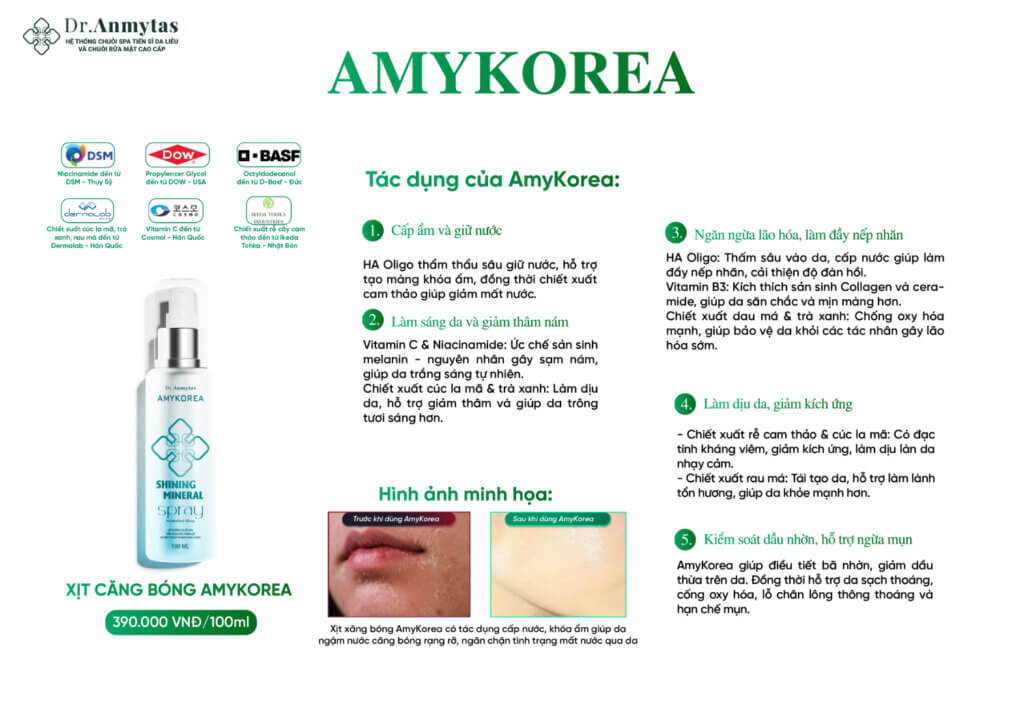 Dr.Anmytas
HỆ THỐNG CHUỖI SPA TIẾN SĨ DA LIỄU
VÀ CHUỖI RỬA MẶT CAO CẤP
AMYKOREA
DSM
Niacinamide đến từ
DSM - Thụy Sỹ
DOW
Propylencer Glycol
đến từ DOW - USA
BASF
Octyldodecanol
đến từ D-Basf - Đức
dermalab
Chiết xuất cúc la mã, trà
xanh, rau má đến từ
Dermalab - Hàn Quốc
코스모
COSMO
Vitamin C đến từ
Cosmol - Hàn Quốc
IKEDA TOHKA
INDUSTRIES
Chiết xuất rễ cây cam
thảo đến từ Ikeda
Tohka - Nhật Bản
Dr.Anmytas
AMYKOREA
SHINING
MINERAL
spray
100 ML
XỊT CĂNG BÓNG AMYKOREA
390.000 VNĐ/100ml
Tác dụng của AmyKorea:
1. Cấp ẩm và giữ nước
HA Oligo thẩm thấu sâu giữ nước, hỗ trợ
tạo màng khóa ẩm, đồng thời chiết xuất
cam thảo giúp giảm mất nước.
2. Làm sáng da và giảm thâm nám
Vitamin C & Niacinamide: Ức chế sản sinh
melanin - nguyên nhân gây sạm nám,
giúp da trắng sáng tự nhiên.
Chiết xuất cúc la mã & trà xanh: Làm dịu
da, hỗ trợ giảm thâm và giúp da trông
tươi sáng hơn.
Hình ảnh minh họa:
Trước khi dùng AmyKorea
Sau khi dùng AmyKorea
Xịt xăng bóng AmyKorea có tác dụng cấp nước, khóa ẩm giúp da
ngậm nước căng bóng rạng rỡ, ngăn chặn tình trạng mất nước qua da
3. Ngăn ngừa lão hóa, làm đầy nếp nhăn
HA Oligo: Thấm sâu vào da, cấp nước giúp làm
đầy nếp nhăn, cải thiện độ đàn hồi.
Vitamin B3: Kích thích sản sinh Collagen và cera-
mide, giúp da săn chắc và mịn màng hơn.
Chiết xuất dau má & trà xanh: Chống oxy hóa
mạnh, giúp bảo vệ da khỏi các tác nhân gây lão
hóa sớm.
4. Làm dịu da, giảm kích ứng
- Chiết xuất rễ cam thảo & cúc la mã: Có đặc
tính kháng viêm, giảm kích ứng, làm dịu làn da
nhạy cảm.
- Chiết xuất rau má: Tái tạo da, hỗ trợ làm lành
tổn hương, giúp da khỏe mạnh hơn.
5. Kiểm soát dầu nhờn, hỗ trợ ngừa mụn
AmyKorea giúp điều tiết bã nhờn, giảm dầu
thừa trên da. Đồng thời hỗ trợ da sạch thoáng,
cống oxy hóa, lỗ chân lông thông thoáng và
hạn chế mụn.